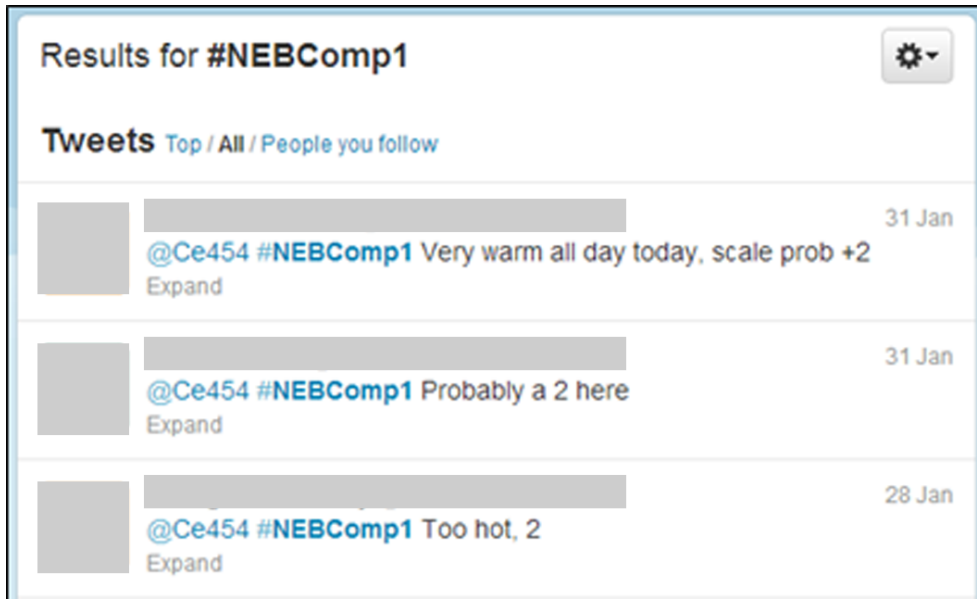 Results for #NEBComp1
Tweets Top / All / People you follow
31 Jan
@Ce454 #NEBComp1 Very warm all day today, scale prob +2
Expand
31 Jan
@Ce454 #NEBComp1 Probably a 2 here
Expand
28 Jan
@Ce454 #NEBComp1 Too hot, 2
Expand